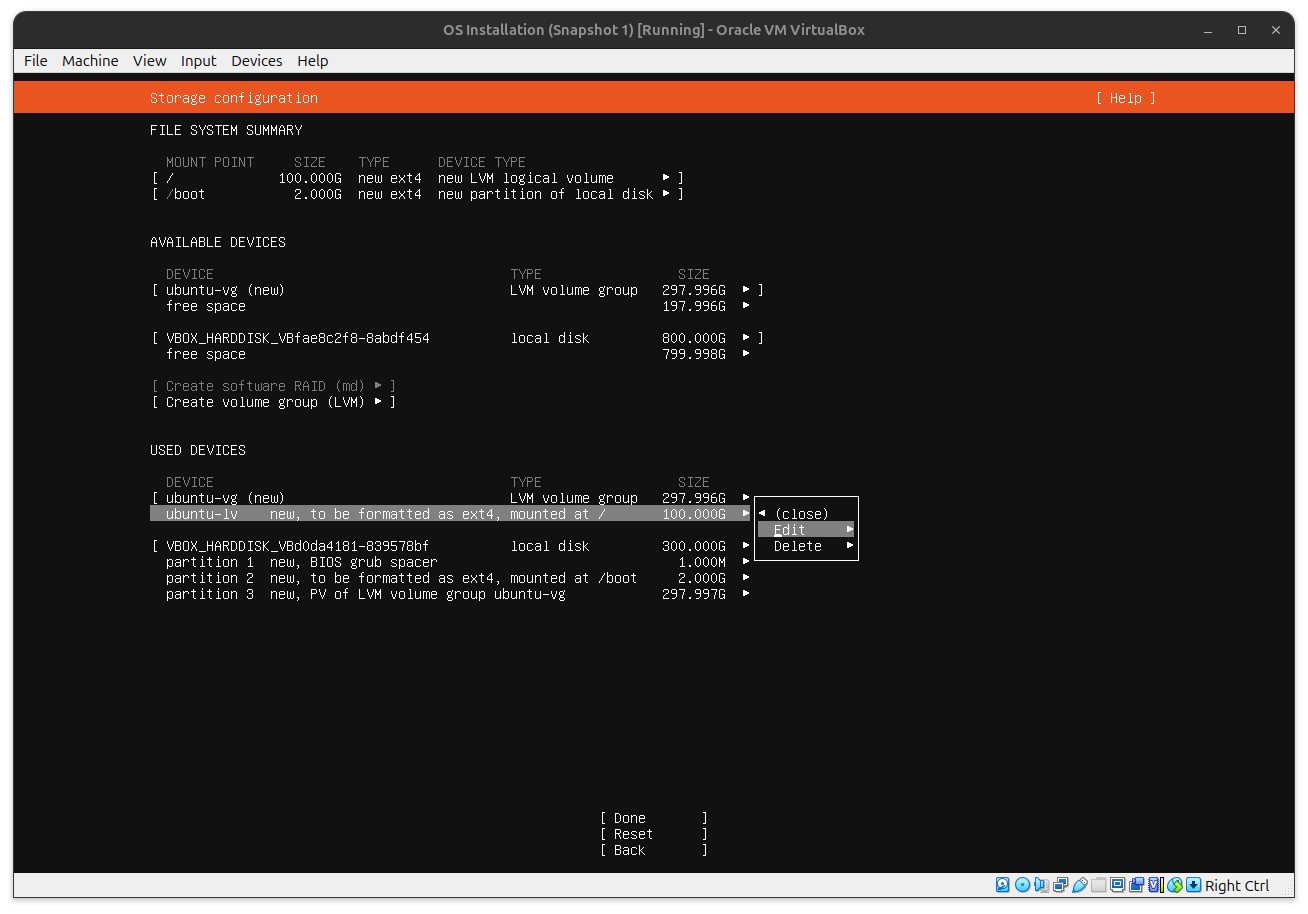 OS Installation (Snapshot 1) [Running] - Oracle VM VirtualBox
File Machine View Input Devices Help
Storage configuration [ Help ]
FILE SYSTEM SUMMARY
MOUNT POINT SIZE TYPE DEVICE TYPE
[ / 100.000G new ext4 new LVM logical volume ▸ ]
[ /boot 2.000G new ext4 new partition of local disk ▸ ]
AVAILABLE DEVICES
DEVICE TYPE SIZE
[ ubuntu-vg (new) LVM volume group 297.996G ▸ ]
free space 197.996G ▸
[ VBOX_HARDDISK_VBfae8c2f8-8abdf454 local disk 800.000G ▸ ]
free space 799.998G ▸
[ Create software RAID (md) ▸ ]
[ Create volume group (LVM) ▸ ]
USED DEVICES
DEVICE TYPE SIZE
[ ubuntu-vg (new) LVM volume group 297.996G ▸
ubuntu-lv new, to be formatted as ext4, mounted at / 100.000G ▸ ◂ (close)
Edit ▸
[ VBOX_HARDDISK_VBd0da4181-839578bf local disk 300.000G ▸ Delete ▸
partition 1 new, BIOS grub spacer 1.000M ▸
partition 2 new, to be formatted as ext4, mounted at /boot 2.000G ▸
partition 3 new, PV of LVM volume group ubuntu-vg 297.997G ▸
[ Done ]
[ Reset ]
[ Back ]
Right Ctrl